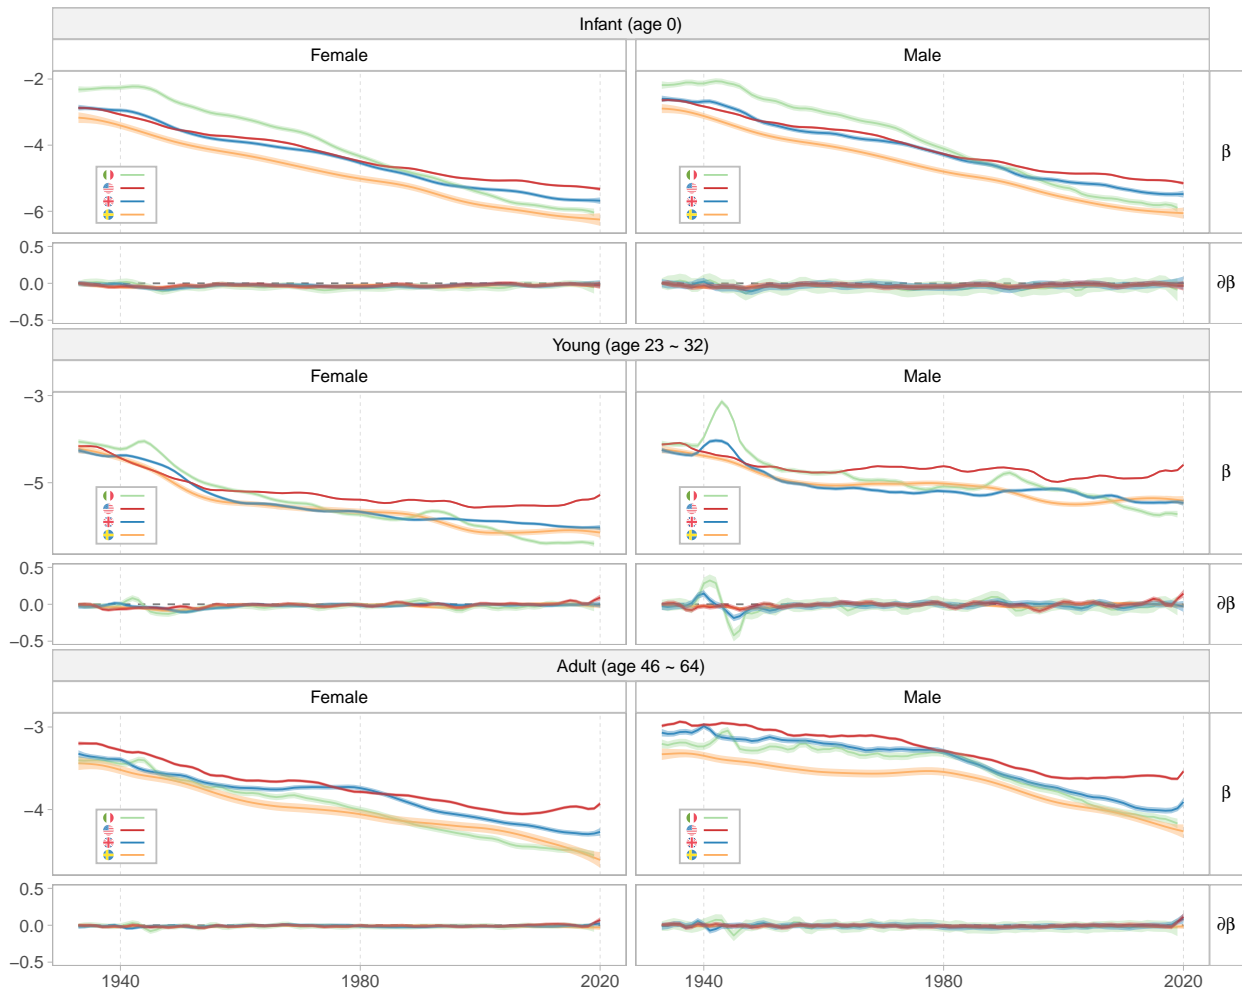 Infant (age 0)
Female
Male
−2
−4
−6
β
0.5
0.0
−0.5
∂β
Young (age 23 ~ 32)
Female
Male
−3
−5
β
0.5
0.0
−0.5
∂β
Adult (age 46 ~ 64)
Female
Male
−3
−4
β
0.5
0.0
−0.5
∂β
1940 1980 2020 1940 1980 2020